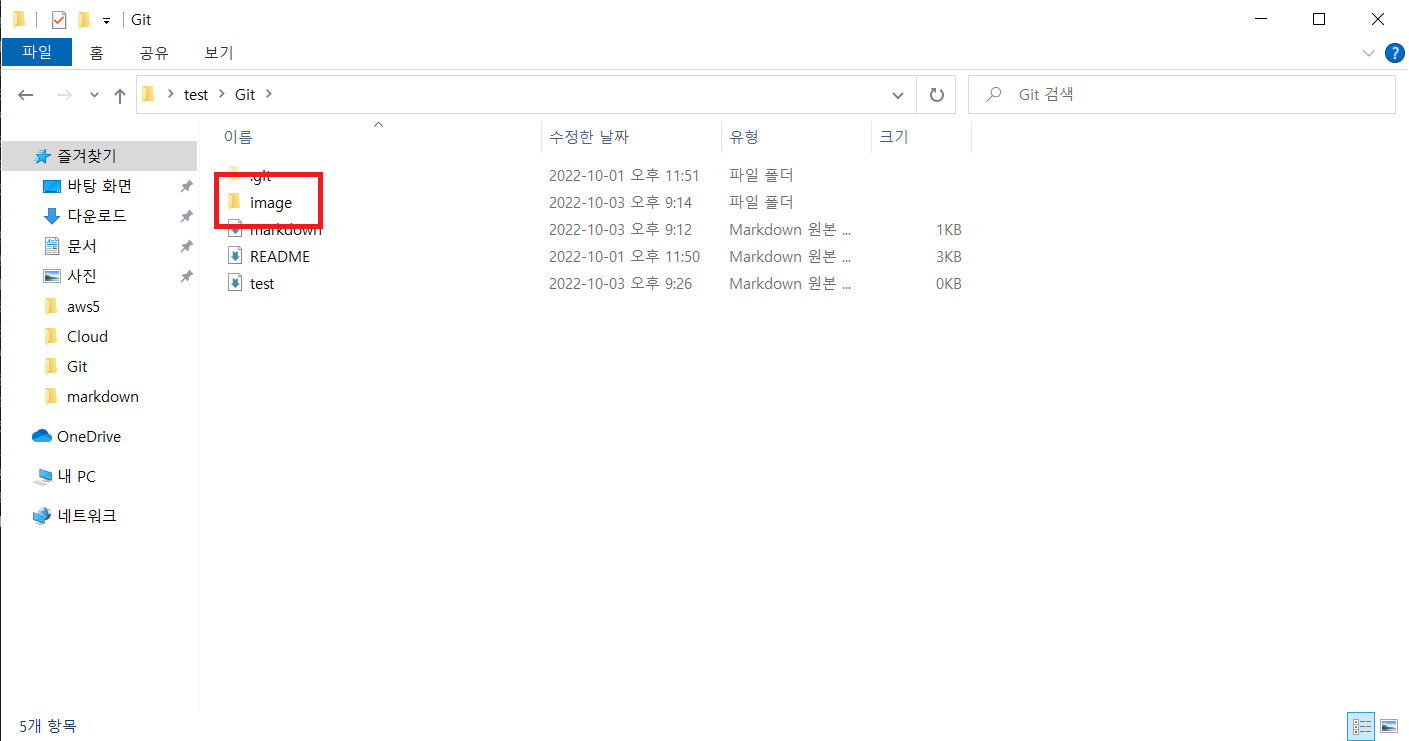 Git
파일 홈 공유 보기
test Git Git 검색
이름 수정한 날짜 유형 크기
즐겨찾기
바탕 화면
다운로드
문서
사진
aws5
Cloud
Git
markdown
OneDrive
내 PC
네트워크
.git 2022-10-01 오후 11:51 파일 폴더
image 2022-10-03 오후 9:14 파일 폴더
markdown 2022-10-03 오후 9:12 Markdown 원본 ... 1KB
README 2022-10-01 오후 11:50 Markdown 원본 ... 3KB
test 2022-10-03 오후 9:26 Markdown 원본 ... 0KB
5개 항목